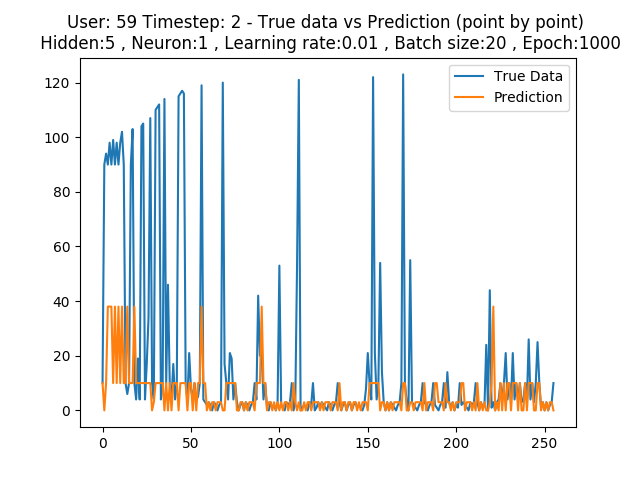 User: 59 Timestep: 2 - True data vs Prediction (point by point)
Hidden:5 , Neuron:1 , Learning rate:0.01 , Batch size:20 , Epoch:1000
True Data
Prediction
120
100
80
60
40
20
0
0 50 100 150 200 250